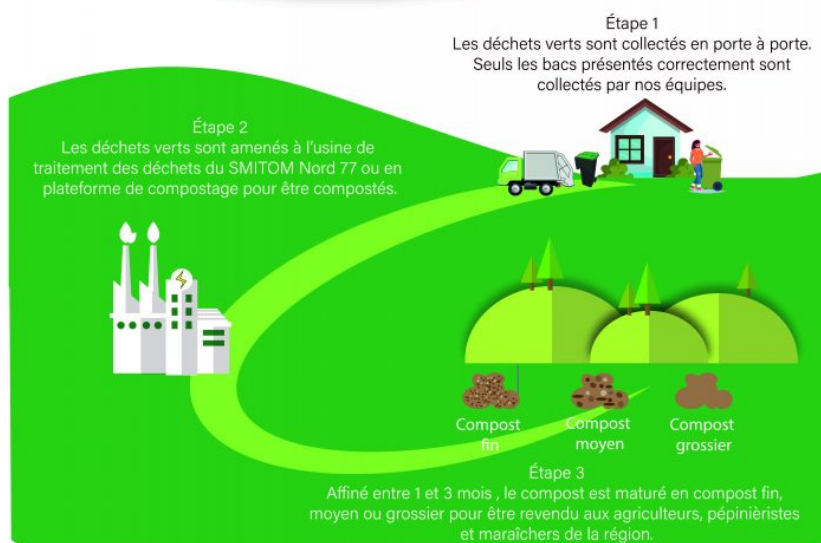 Étape 1
Les déchets verts sont collectés en porte à porte.
Seuls les bacs présentés correctement sont
collectés par nos équipes.
Étape 2
Les déchets verts sont amenés à l'usine de
traitement des déchets du SMITOM Nord 77 ou en
plateforme de compostage pour être compostés.
Compost
fin
Compost
moyen
Compost
grossier
Étape 3
Affiné entre 1 et 3 mois , le compost est maturé en compost fin,
moyen ou grossier pour être revendu aux agriculteurs, pépinièristes
et maraîchers de la région.